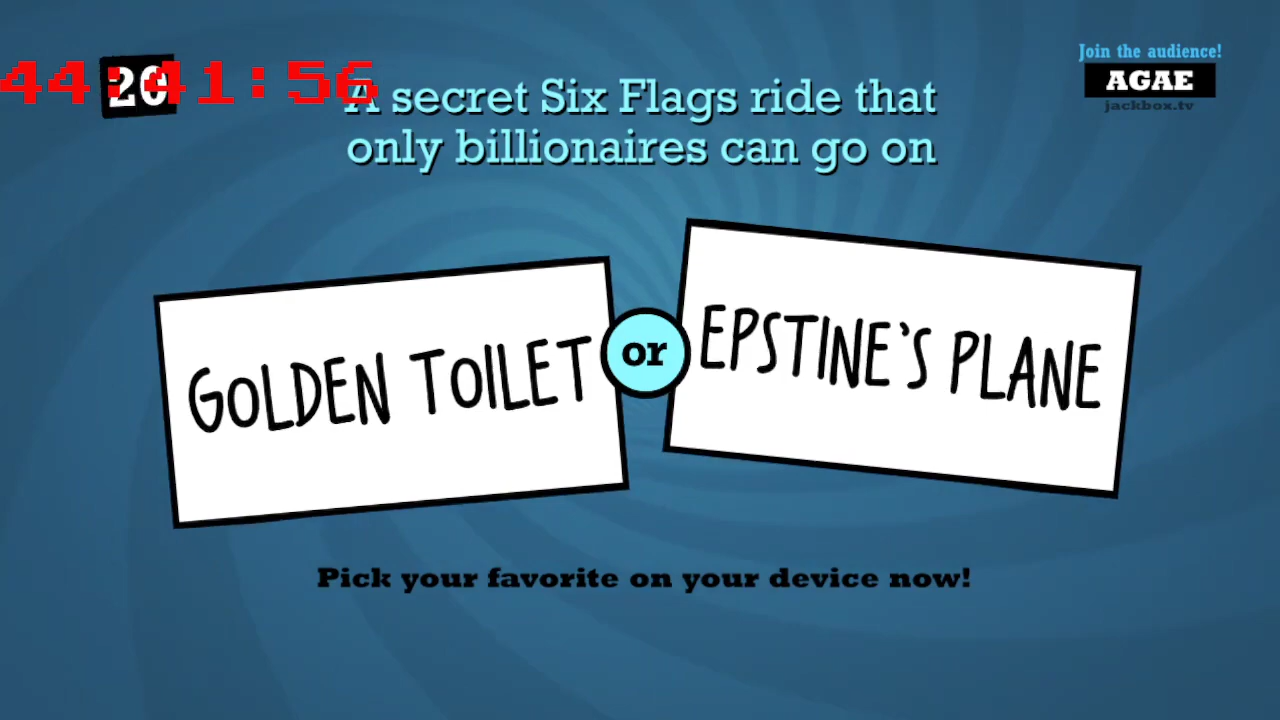 Join the audience!
AGAE
jackbox.tv
44:41:56
20
A secret Six Flags ride that
only billionaires can go on
GOLDEN TOILET
or
EPSTINE'S PLANE
Pick your favorite on your device now!